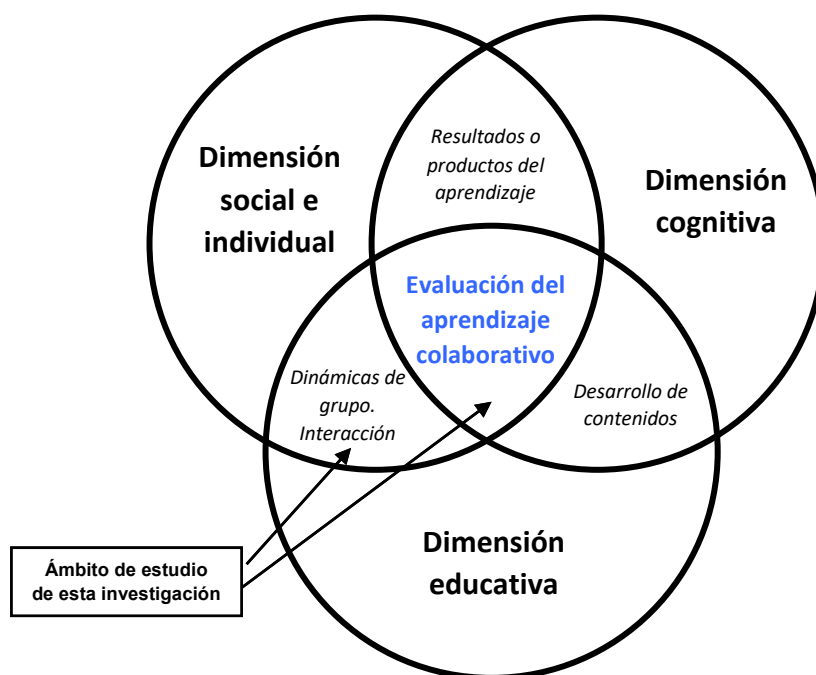 Resultados o
productos del
aprendizaje
Dimensión
social e
individual
Dimensión
cognitiva
Evaluación del
aprendizaje
colaborativo
Dinámicas de
grupo.
Interacción
Desarrollo de
contenidos
Dimensión
educativa
Ámbito de estudio
de esta investigación